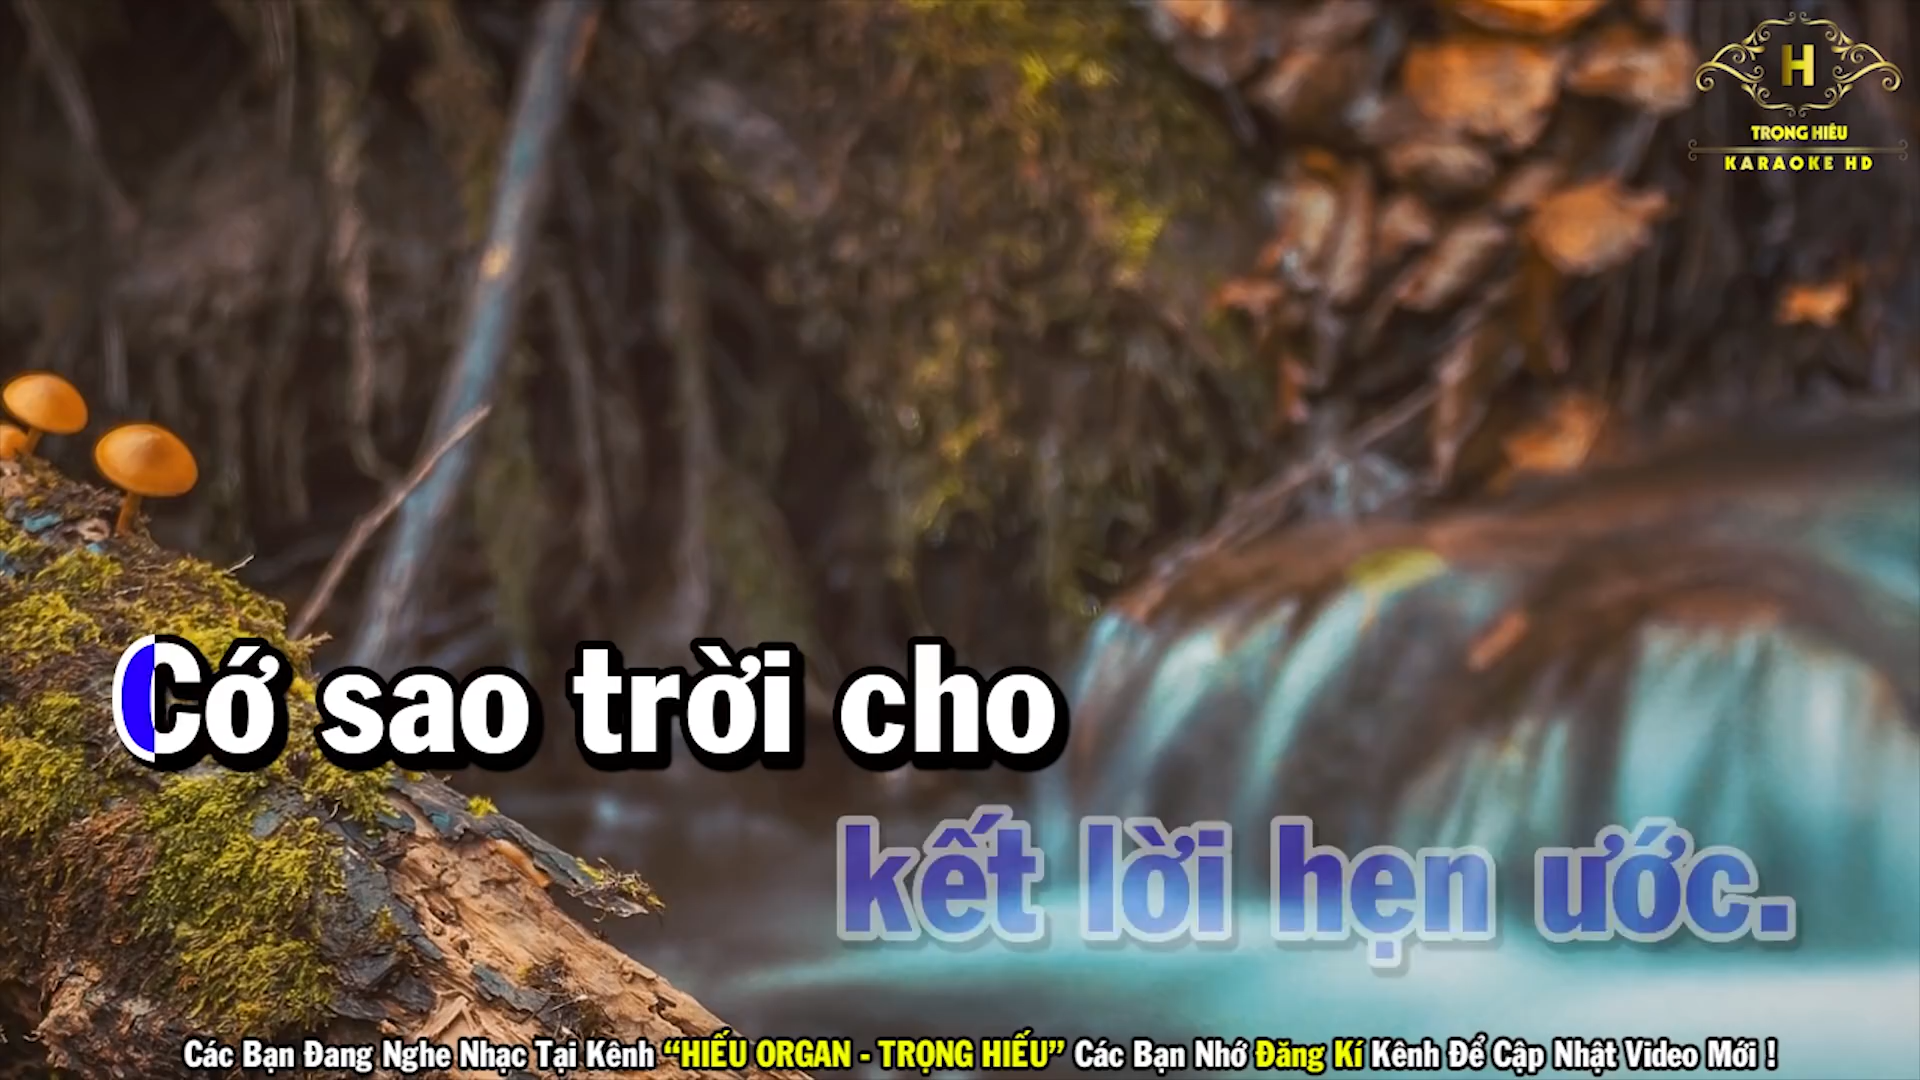 H
TRỌNG HIẾU
KARAOKE HD
Cớ sao trời cho
kết lời hẹn ước.
Các Bạn Đang Nghe Nhạc Tại Kênh “HIẾU ORGAN - TRỌNG HIẾU” Các Bạn Nhớ Đăng Kí Kênh Để Cập Nhật Video Mới !